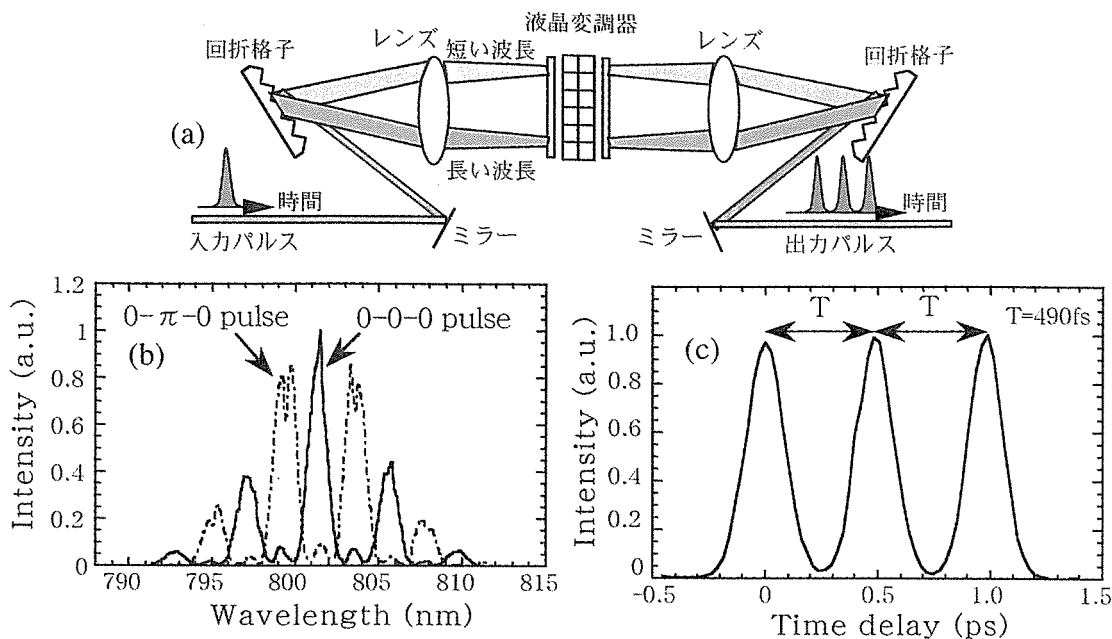 液晶変調器
回折格子
レンズ
短い波長
レンズ
回折格子
(a)
長い波長
時間
入力パルス
ミラー
ミラー
時間
出力パルス
1.2
1
0.8
0.6
0.4
0.2
0
Intensity (a.u.)
0-π-0 pulse
0-0-0 pulse
(b)
790 795 800 805 810 815
Wavelength (nm)
1.0
0.8
0.6
0.4
0.2
0
Intensity (a.u.)
(c)
T
T
T=490fs
-0.5 0 0.5 1.0 1.5
Time delay (ps)